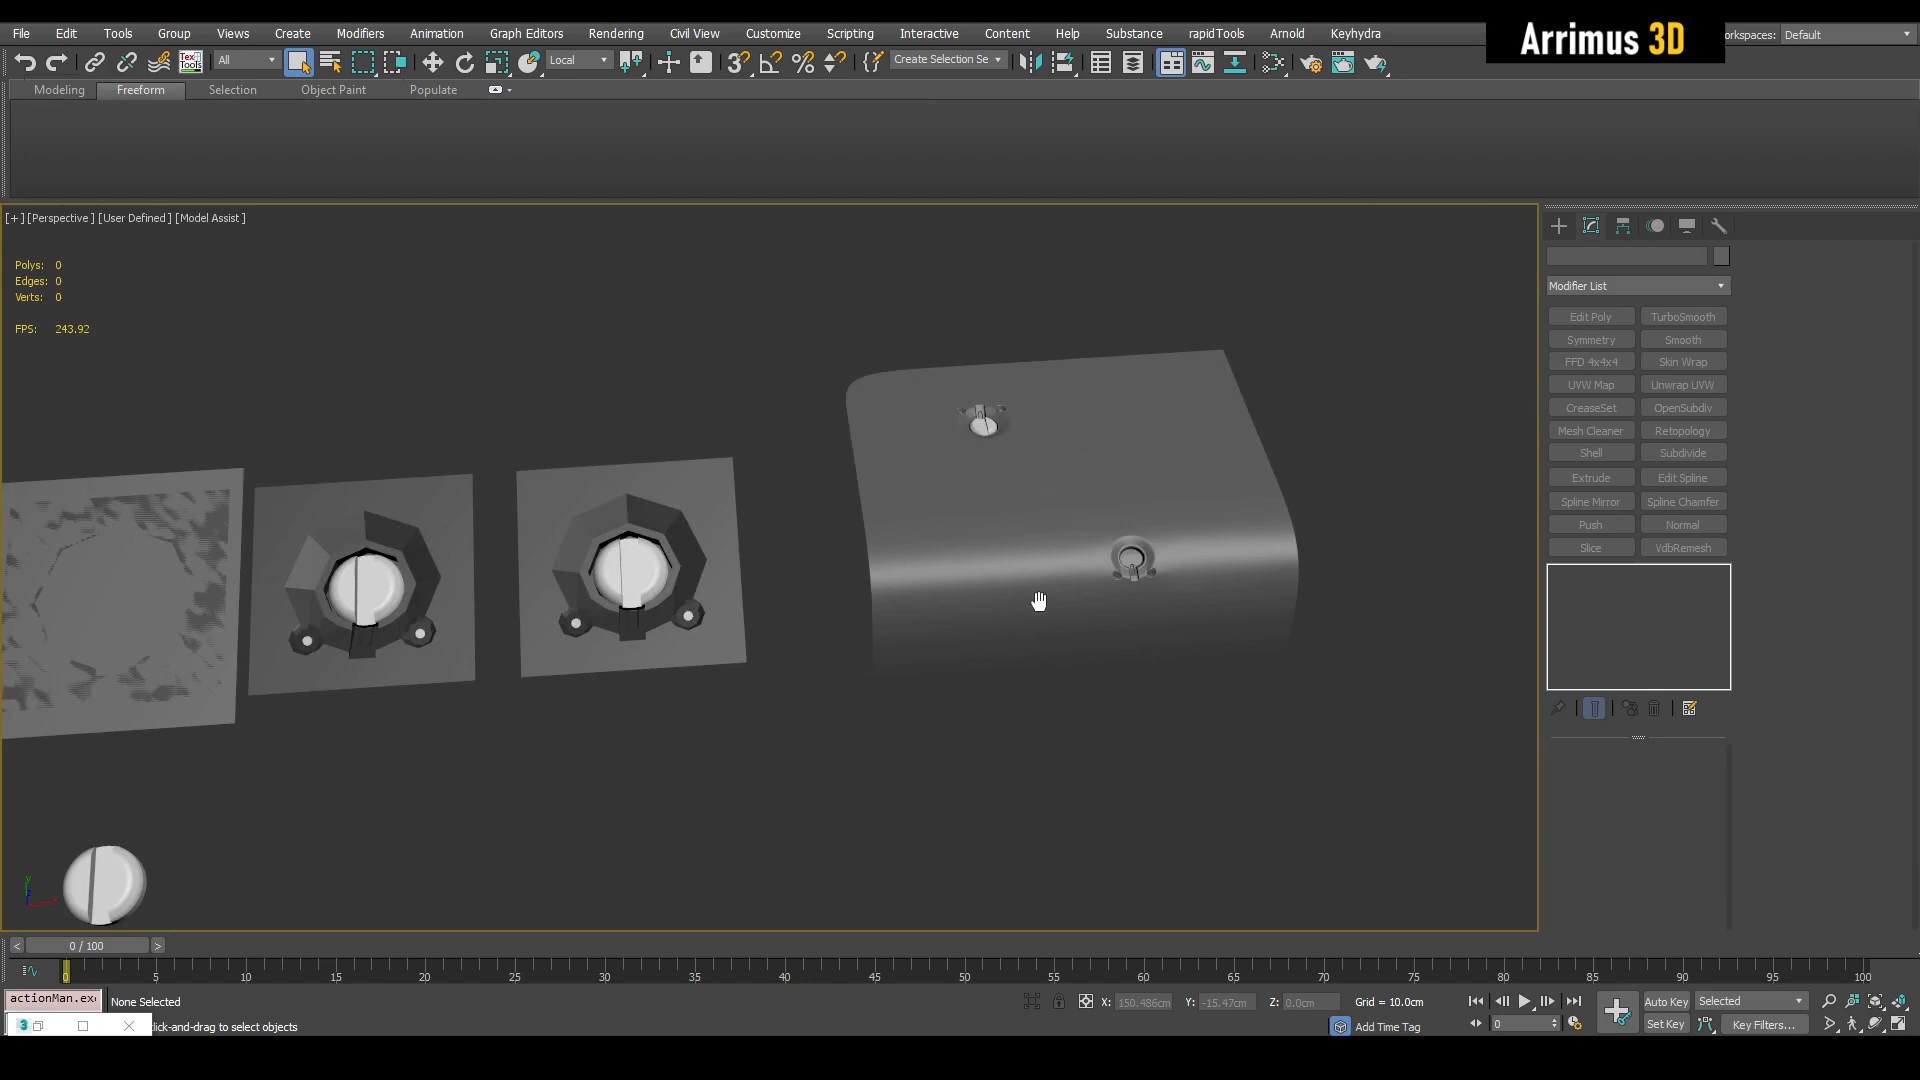 File Edit Tools Group Views Create Modifiers Animation Graph Editors Rendering Civil View Customize Scripting Interactive Content Help Substance rapidTools Arnold Keyhydra
Arrimus 3D
orkspaces: Default
TexTools All Local Create Selection Se
Modeling Freeform Selection Object Paint Populate
[+] [Perspective ] [User Defined ] [Model Assist ]
Polys: 0
Edges: 0
Verts: 0
FPS: 243.92
Modifier List
Edit Poly TurboSmooth
Symmetry Smooth
FFD 4x4x4 Skin Wrap
UVW Map Unwrap UVW
CreaseSet OpenSubdiv
Mesh Cleaner Retopology
Shell Subdivide
Extrude Edit Spline
Spline Mirror Spline Chamfer
Push Normal
Slice VdbRemesh
y
z
x
< 0 / 100 >
0 5 10 15 20 25 30 35 40 45 50 55 60 65 70 75 80 85 90 95 100
actionMan.exe None Selected X: 150.486cm Y: -15.47cm Z: 0.0cm Grid = 10.0cm Auto Key Selected
3 click-and-drag to select objects Add Time Tag 0 Set Key Key Filters...